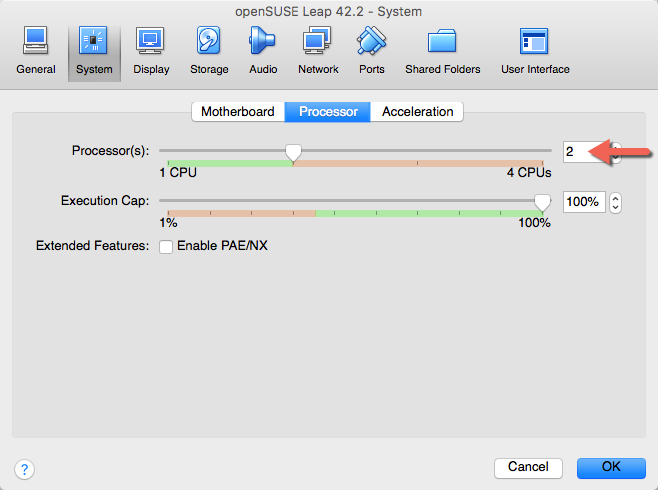 openSUSE Leap 42.2 - System
General System Display Storage Audio Network Ports Shared Folders User Interface
Motherboard Processor Acceleration
Processor(s): 2
1 CPU 4 CPUs
Execution Cap: 100%
1% 100%
Extended Features: Enable PAE/NX
? Cancel OK